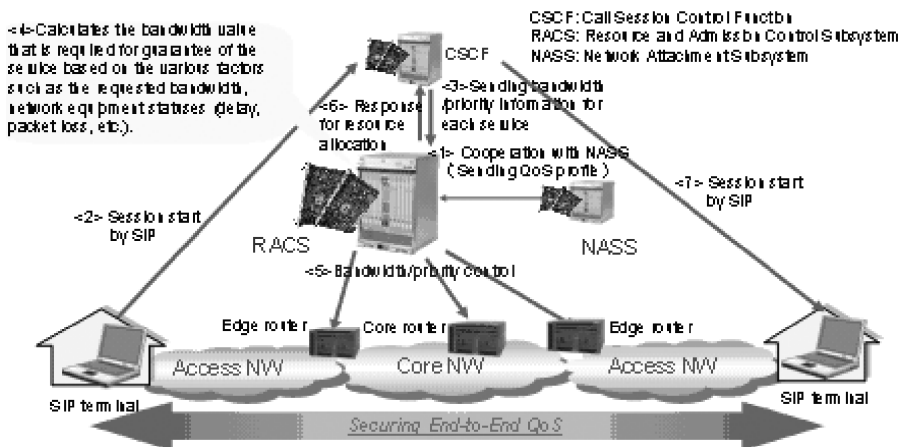 <4> Calculates the bandwidth value
that is required for guarantee of the
service based on the various factors
such as the requested bandwidth,
network equipment statuses (delay,
packet loss, etc.).
CSCF: Call Session Control Function
RACS: Resource and Admission Control Subsystem
NASS: Network Attachment Subsystem
CSCF
<6> Response
for resource
allocation
<3> Sending bandwidth
/priority information for
each service
<1> Cooperation with NASS
(Sending QoS profile)
<2> Session start
by SIP
<7> Session start
by SIP
RACS
NASS
<5> Bandwidth/priority control
Edge router
Core router
Edge router
Access NW
Core NW
Access NW
SIP terminal
SIP terminal
Securing End-to-End QoS